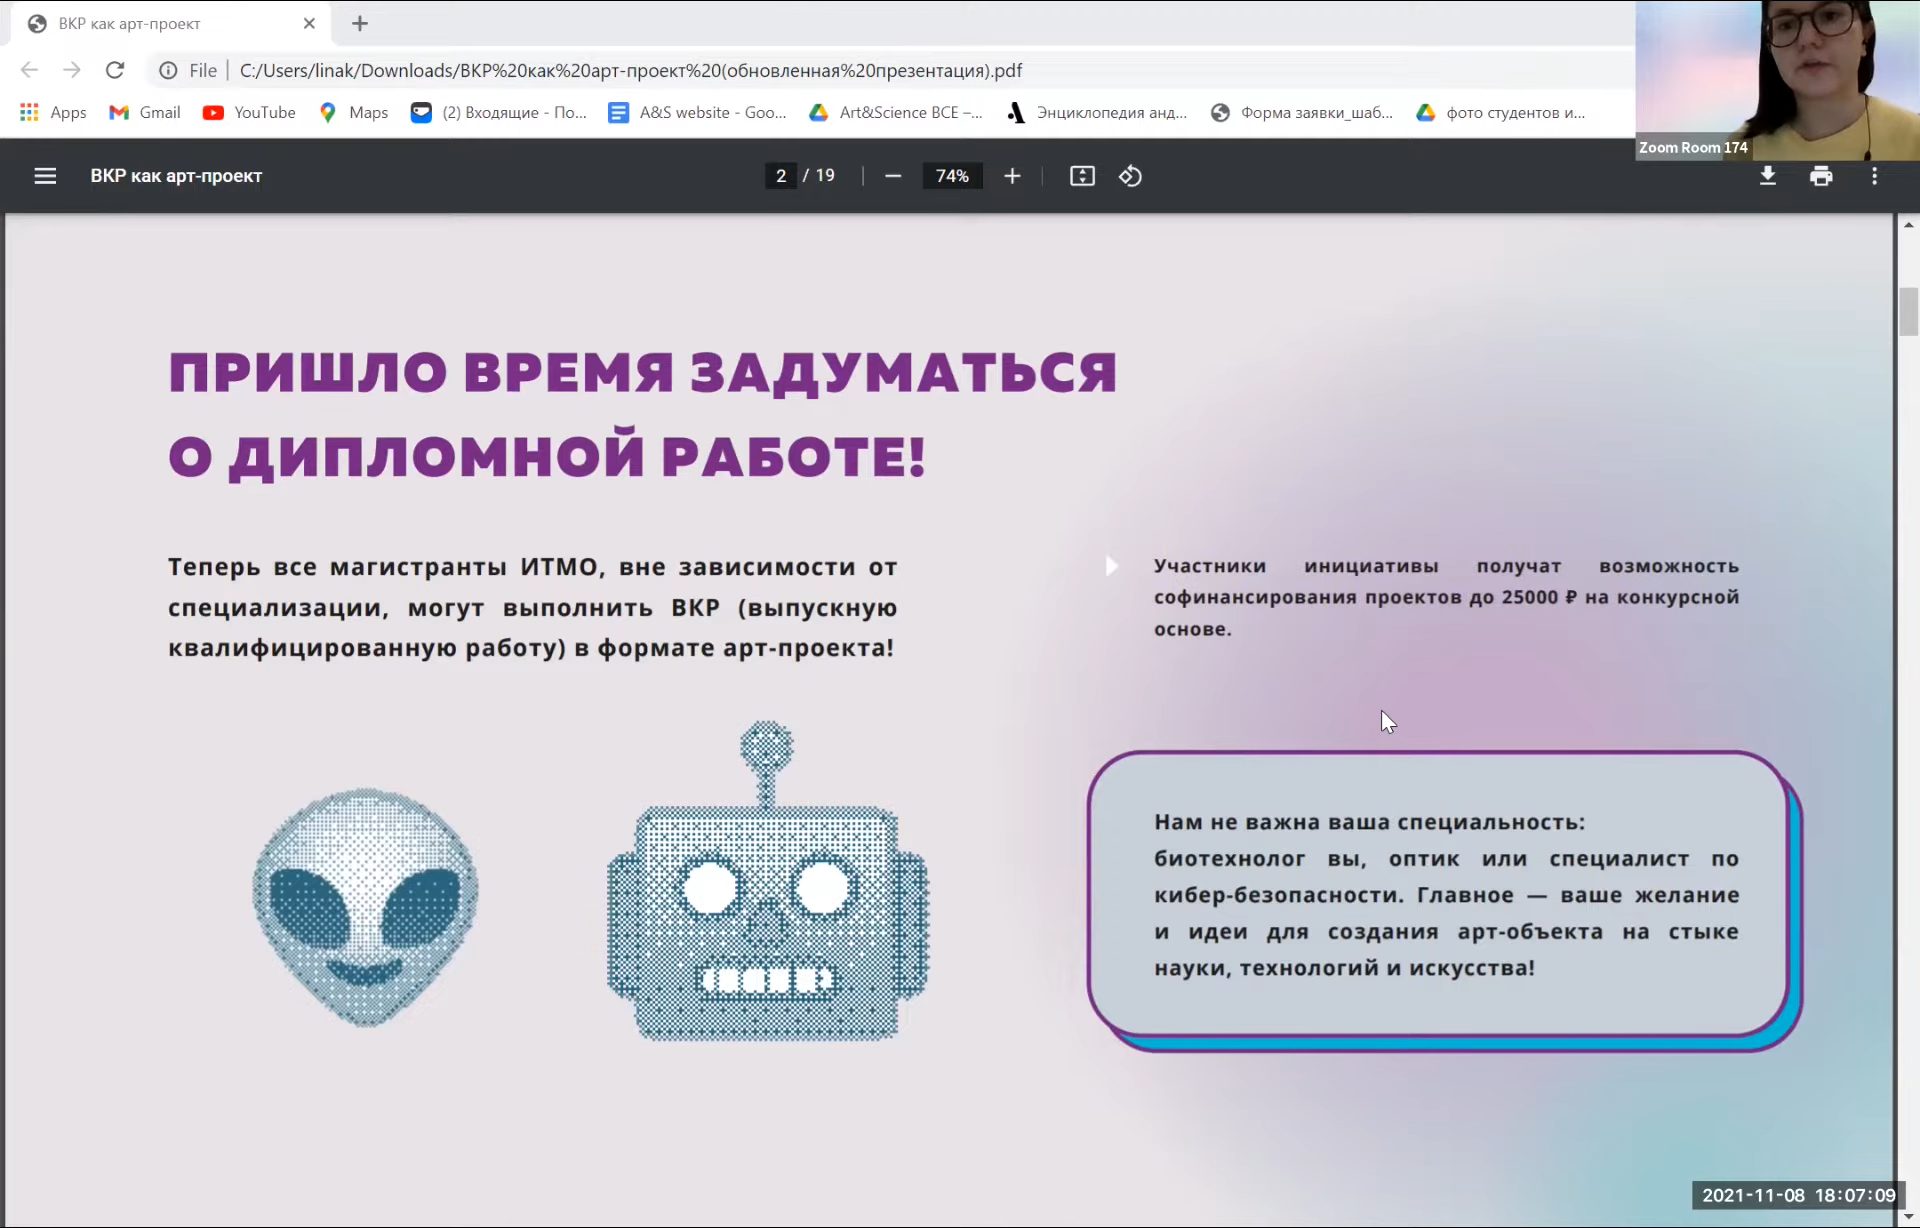 ВКР как арт-проект
File
C:/Users/linak/Downloads/ВКР%20как%20арт-проект%20(обновленная%20презентация).pdf
Apps
Gmail
YouTube
Maps
(2) Входящие - По...
A&S website - Goo...
Art&Science ВСЕ –...
Энциклопедия анд...
Форма заявки_шаб...
фото студентов и...
Zoom Room 174
ВКР как арт-проект
2 / 19
74%
ПРИШЛО ВРЕМЯ ЗАДУМАТЬСЯ
О ДИПЛОМНОЙ РАБОТЕ!
Теперь все магистранты ИТМО, вне зависимости от
специализации, могут выполнить ВКР (выпускную
квалифицированную работу) в формате арт-проекта!
Участники инициативы получат возможность
софинансирования проектов до 25000 ₽ на конкурсной
основе.
Нам не важна ваша специальность:
биотехнолог вы, оптик или специалист по
кибер-безопасности. Главное — ваше желание
и идеи для создания арт-объекта на стыке
науки, технологий и искусства!
2021-11-08 18:07:09